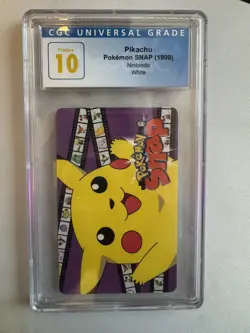 CGC UNIVERSAL GRADE
Pristine
10
Pikachu
Pokémon SNAP (1999)
Nintendo
White
Pokémon
Snap